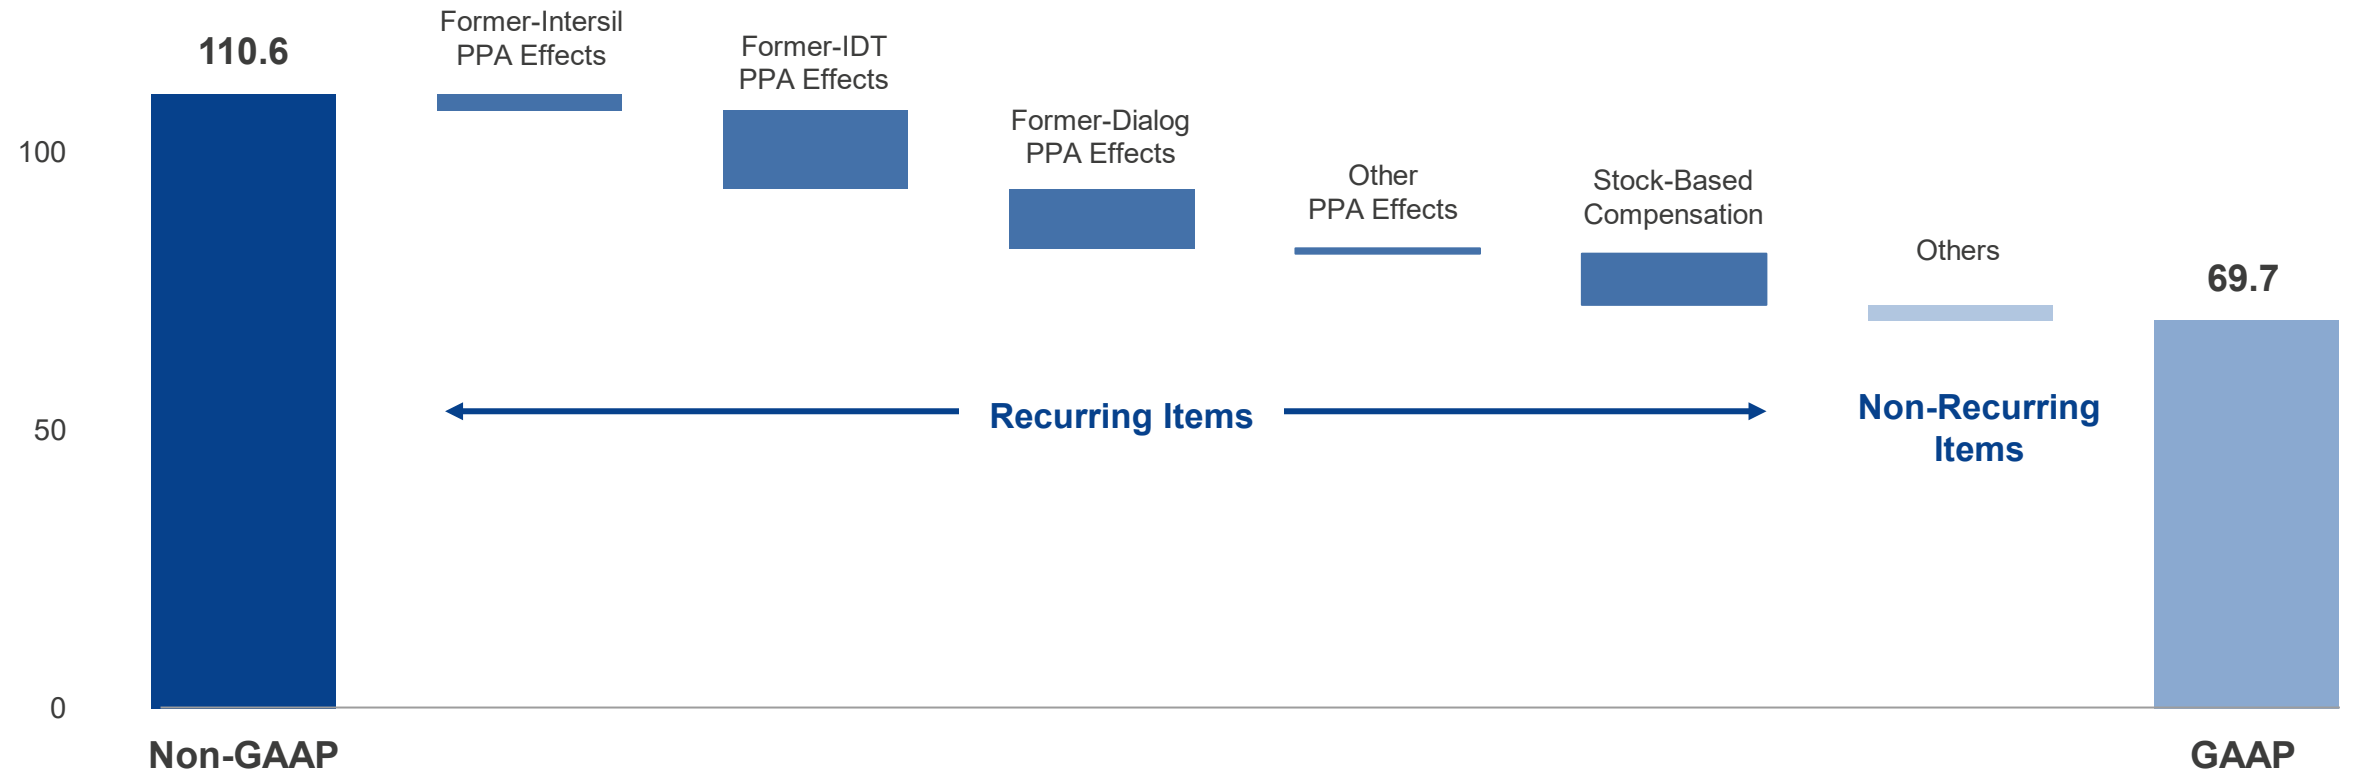 110.6
Former-Intersil
PPA Effects
Former-IDT
PPA Effects
Former-Dialog
PPA Effects
Other
PPA Effects
Stock-Based
Compensation
Others
69.7
100
50
0
Recurring Items
Non-Recurring
Items
Non-GAAP
GAAP